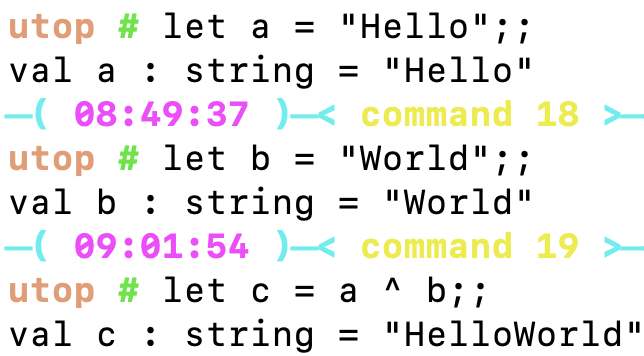 utop # let a = "Hello";;
val a : string = "Hello"
─( 08:49:37 )─< command 18 >─
utop # let b = "World";;
val b : string = "World"
─( 09:01:54 )─< command 19 >─
utop # let c = a ^ b;;
val c : string = "HelloWorld"